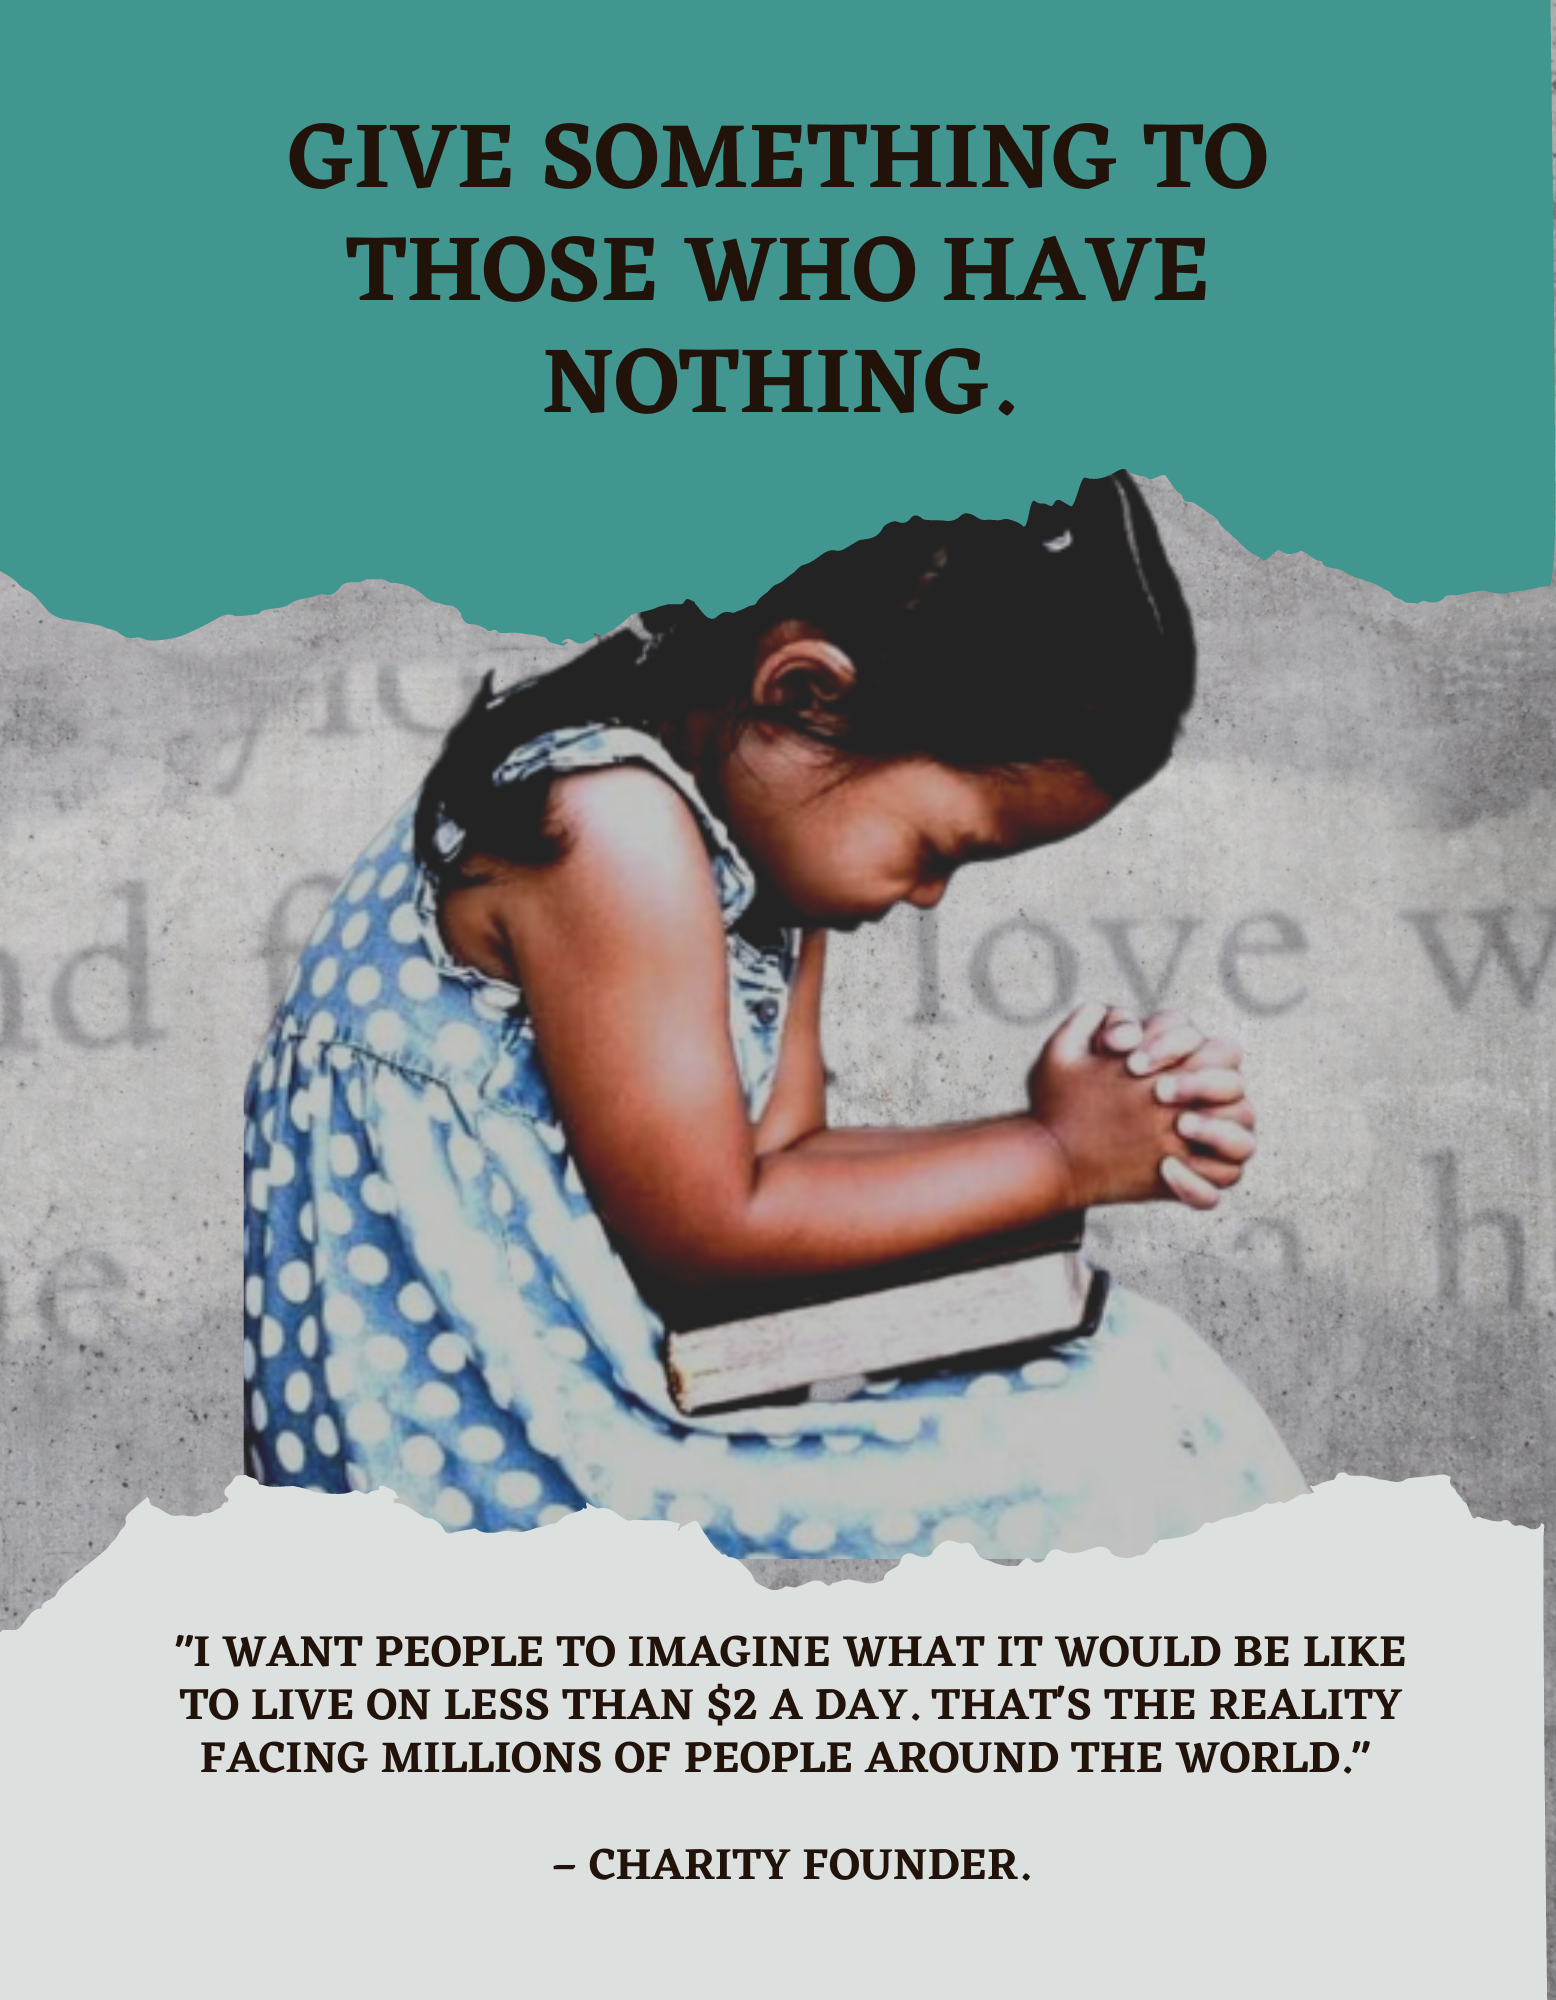 GIVE SOMETHING TO
THOSE WHO HAVE
NOTHING.
love
"I WANT PEOPLE TO IMAGINE WHAT IT WOULD BE LIKE
TO LIVE ON LESS THAN $2 A DAY. THAT'S THE REALITY
FACING MILLIONS OF PEOPLE AROUND THE WORLD."
– CHARITY FOUNDER.